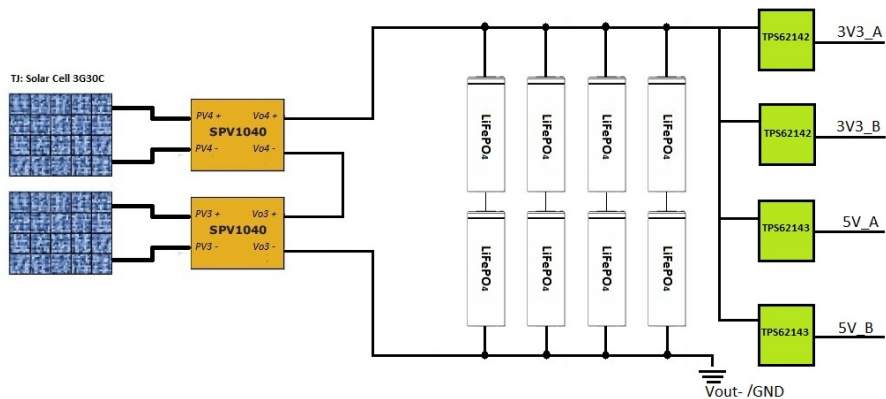 TJ: Solar Cell 3G30C
PV4 + Vo4 +
SPV1040
PV4 - Vo4 -
PV3 + Vo3 +
SPV1040
PV3 - Vo3 -
LiFePO4
LiFePO4
LiFePO4
LiFePO4
LiFePO4
LiFePO4
LiFePO4
LiFePO4
TPS62142
3V3_A
TPS62142
3V3_B
TPS62143
5V_A
TPS62143
5V_B
Vout- /GND